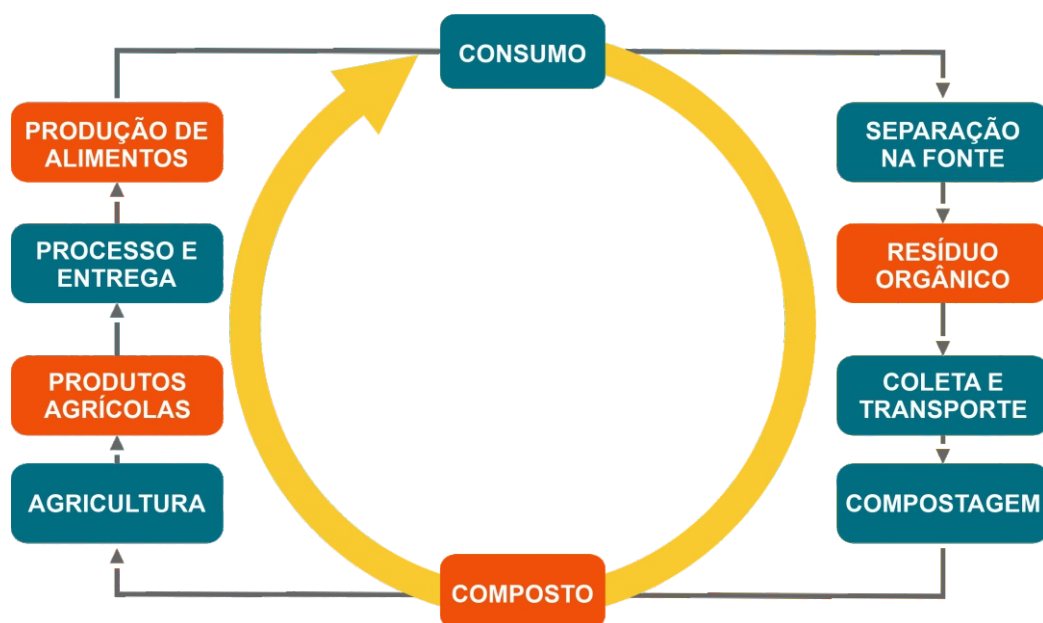 CONSUMO
SEPARAÇÃO
NA FONTE
RESÍDUO
ORGÂNICO
COLETA E
TRANSPORTE
COMPOSTAGEM
COMPOSTO
AGRICULTURA
PRODUTOS
AGRÍCOLAS
PROCESSO E
ENTREGA
PRODUÇÃO DE
ALIMENTOS